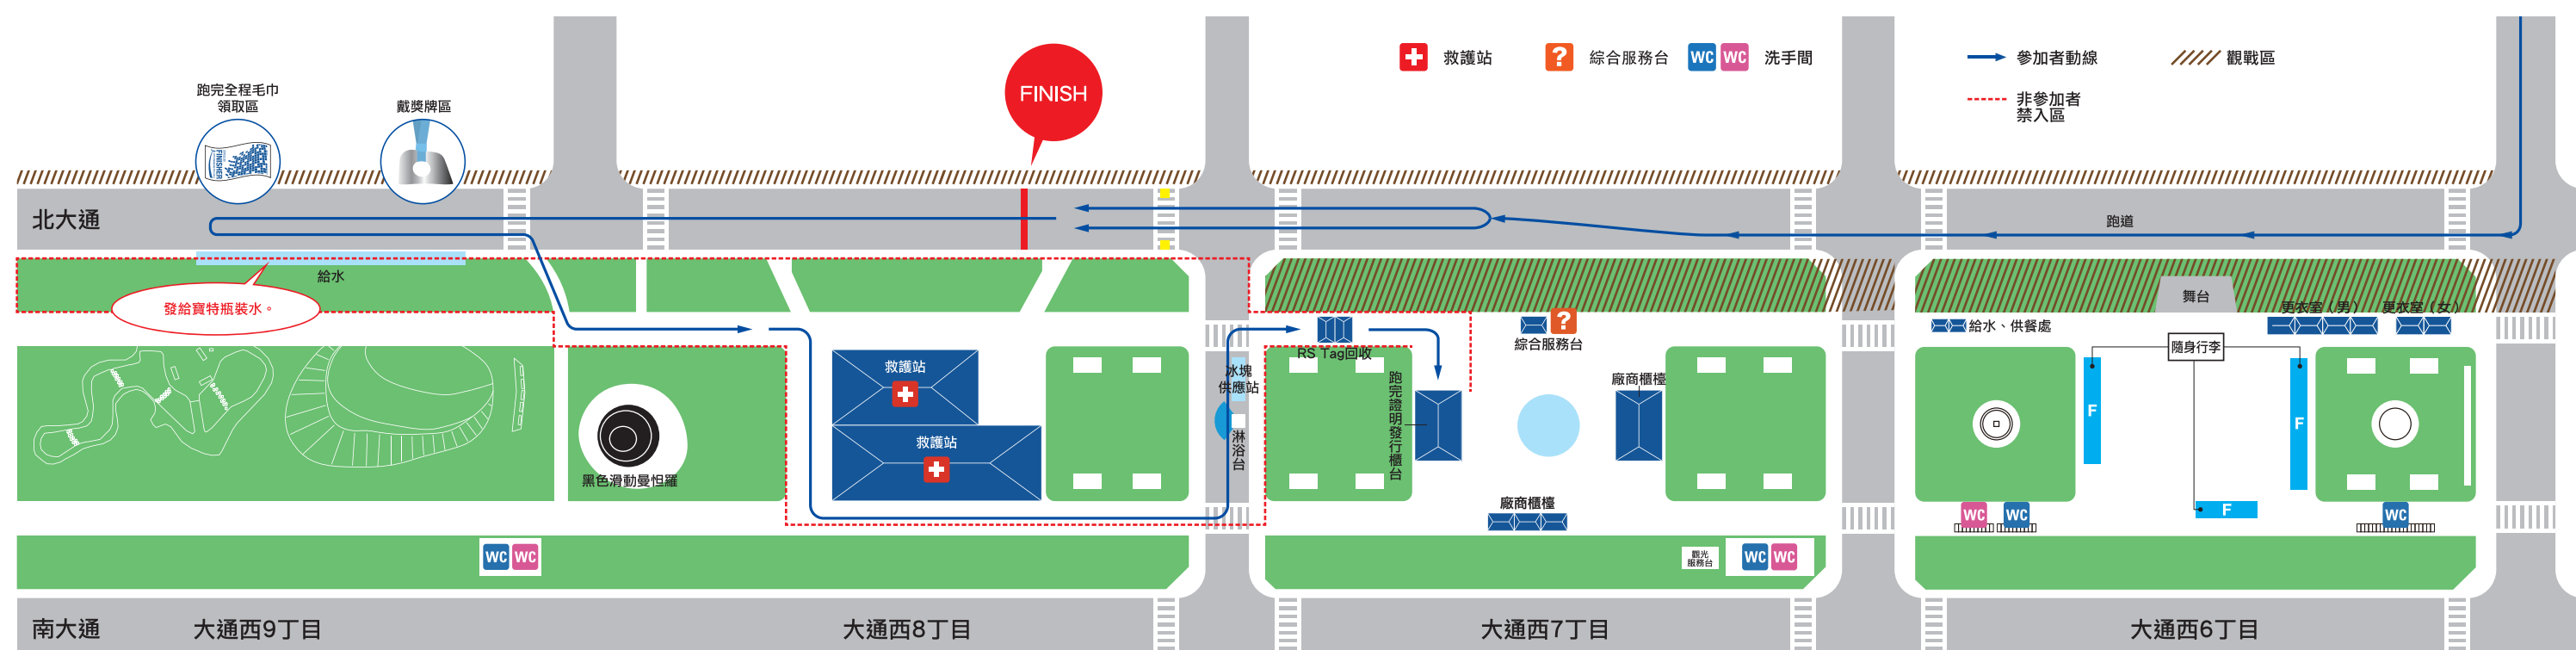 救護站
綜合服務台
WC
WC
洗手間
參加者動線
觀戰區
非參加者
禁入區
FINISH
跑完全程毛巾
領取區
戴獎牌區
FINISHER
北大通
跑道
給水
發給寶特瓶裝水。
舞台
更衣室（男）
更衣室（女）
給水、供餐處
隨身行李
綜合服務台
RS Tag回收
救護站
救護站
冰塊
供應站
淋浴台
跑完證明發行櫃台
廠商櫃檯
廠商櫃檯
黑色滑動曼怛羅
F
F
F
WC
WC
WC
WC
WC
觀光
服務台
WC
WC
南大通
大通西9丁目
大通西8丁目
大通西7丁目
大通西6丁目